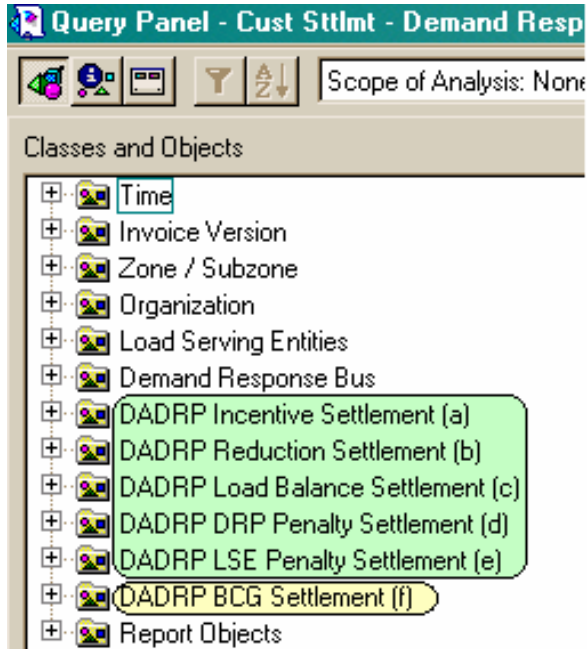 Query Panel - Cust Sttlmt - Demand Resp
Scope of Analysis: None
Classes and Objects
Time
Invoice Version
Zone / Subzone
Organization
Load Serving Entities
Demand Response Bus
DADRP Incentive Settlement (a)
DADRP Reduction Settlement (b)
DADRP Load Balance Settlement (c)
DADRP DRP Penalty Settlement (d)
DADRP LSE Penalty Settlement (e)
DADRP BCG Settlement (f)
Report Objects